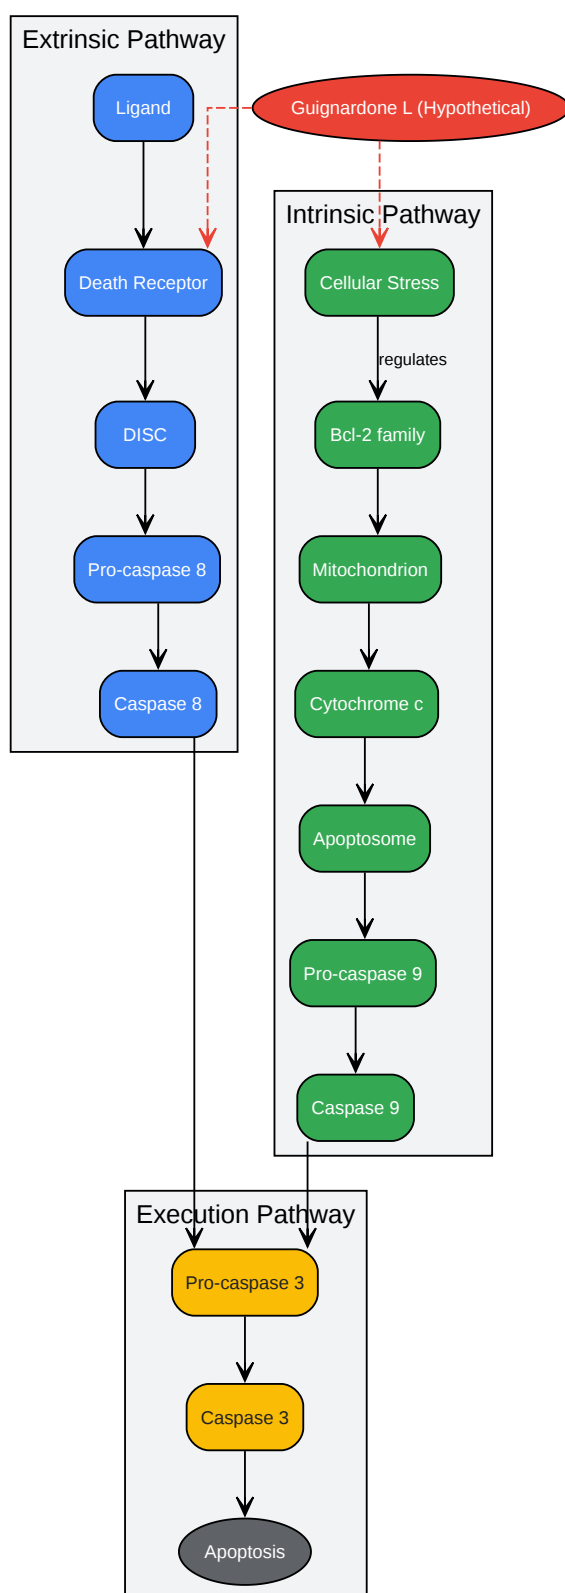 Extrinsic Pathway
Ligand
Guignardone L (Hypothetical)
Intrinsic Pathway
Death Receptor
Cellular Stress
regulates
DISC
Bcl-2 family
Pro-caspase 8
Mitochondrion
Caspase 8
Cytochrome c
Apoptosome
Pro-caspase 9
Caspase 9
Execution Pathway
Pro-caspase 3
Caspase 3
Apoptosis